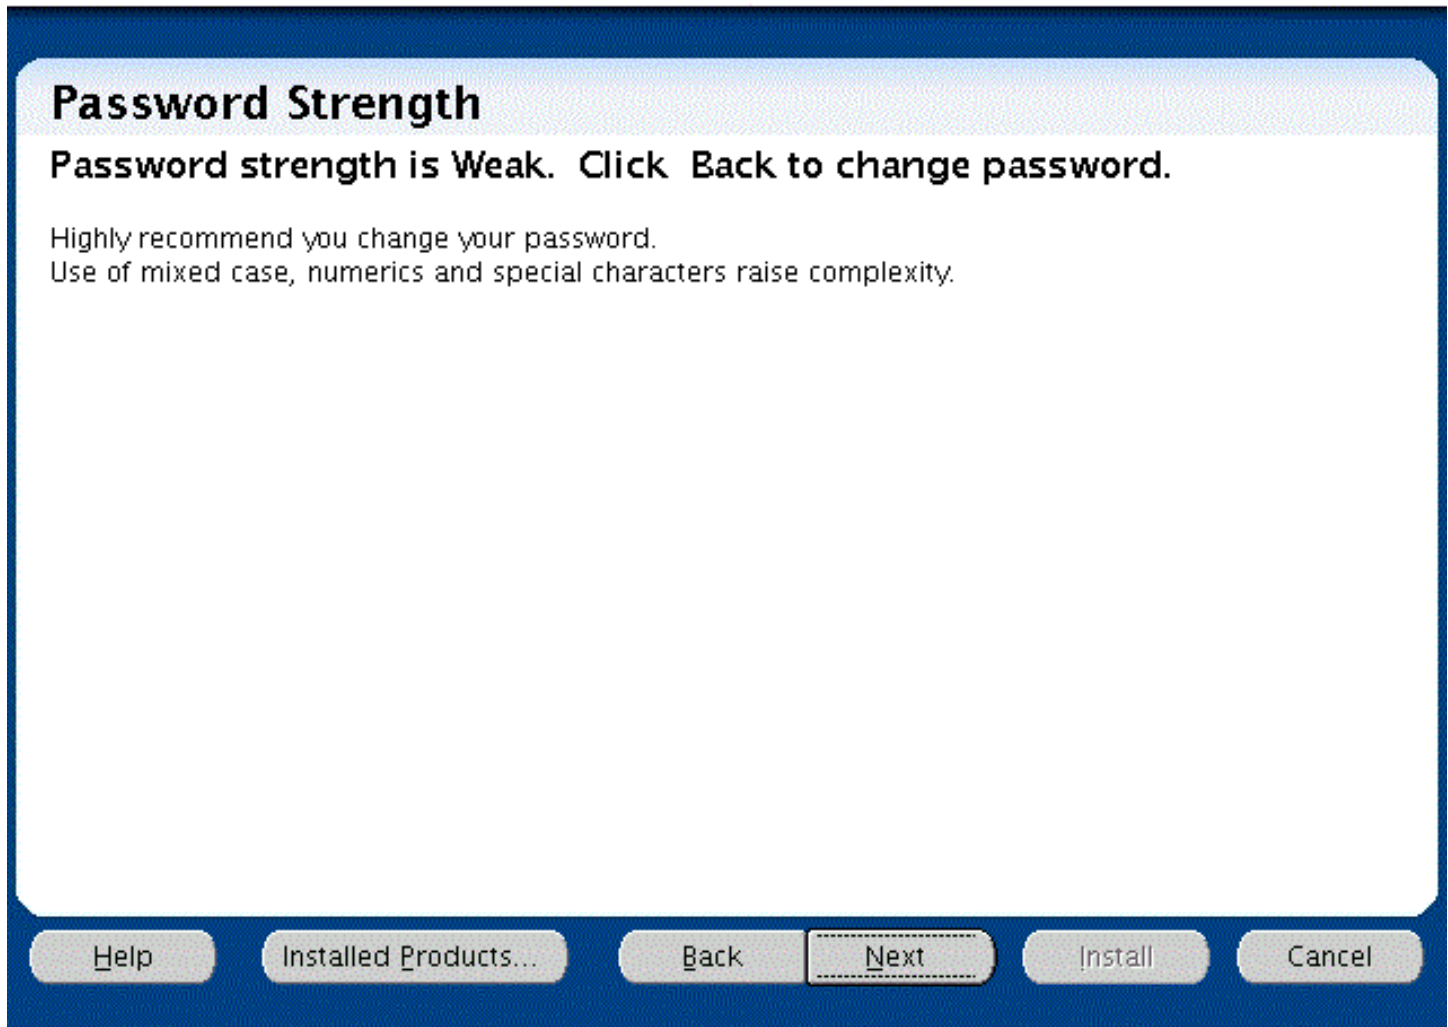 Password Strength
Password strength is Weak.  Click  Back to change password.
Highly recommend you change your password.
Use of mixed case, numerics and special characters raise complexity.
Help
Installed Products...
Back
Next
Install
Cancel